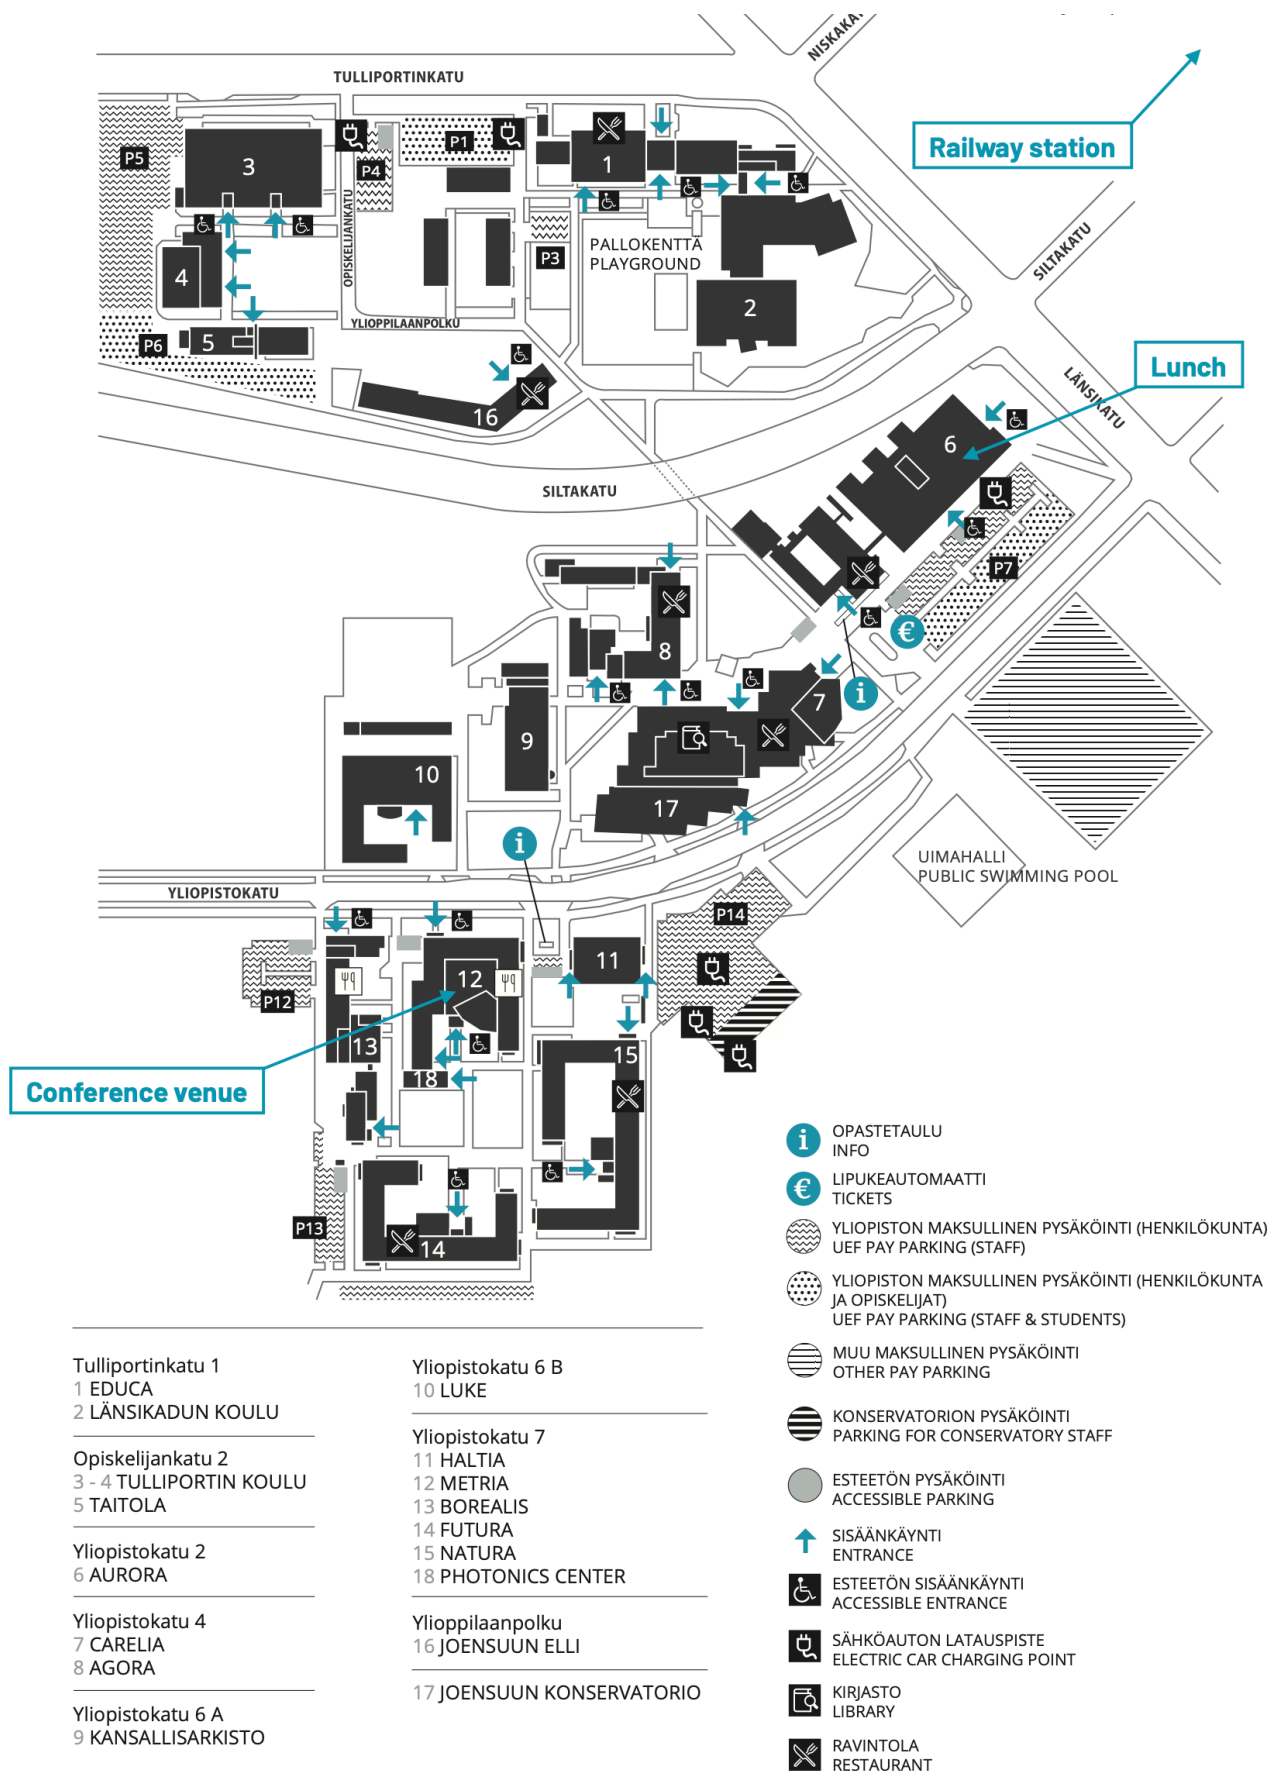 NISKAKA
TULLIPORTINKATU
Railway station
P5
3
P4
P1
1
OPISKELIJANKATU
SILTAKATU
PALLOKENTTÄ
PLAYGROUND
P3
4
2
YLIOPPILAANPOLKU
P6
5
Lunch
LÄNSIKATU
16
6
SILTAKATU
P7
€
8
i
7
9
10
17
i
UIMAHALLI
PUBLIC SWIMMING POOL
YLIOPISTOKATU
P14
11
12
P12
13
15
18
Conference venue
P13
14
i
OPASTETAULU
INFO
€
LIPUKEAUTOMAATTI
TICKETS
YLIOPISTON MAKSULLINEN PYSÄKÖINTI (HENKILÖKUNTA)
UEF PAY PARKING (STAFF)
YLIOPISTON MAKSULLINEN PYSÄKÖINTI (HENKILÖKUNTA
JA OPISKELIJAT)
UEF PAY PARKING (STAFF & STUDENTS)
MUU MAKSULLINEN PYSÄKÖINTI
OTHER PAY PARKING
KONSERVATORION PYSÄKÖINTI
PARKING FOR CONSERVATORY STAFF
ESTEETÖN PYSÄKÖINTI
ACCESSIBLE PARKING
SISÄÄNKÄYNTI
ENTRANCE
ESTEETÖN SISÄÄNKÄYNTI
ACCESSIBLE ENTRANCE
SÄHKÖAUTON LATAUSPISTE
ELECTRIC CAR CHARGING POINT
KIRJASTO
LIBRARY
RAVINTOLA
RESTAURANT
Tulliportinkatu 1
1 EDUCA
2 LÄNSIKADUN KOULU
Opiskelijankatu 2
3 - 4 TULLIPORTIN KOULU
5 TAITOLA
Yliopistokatu 2
6 AURORA
Yliopistokatu 4
7 CARELIA
8 AGORA
Yliopistokatu 6 A
9 KANSALLISARKISTO
Yliopistokatu 6 B
10 LUKE
Yliopistokatu 7
11 HALTIA
12 METRIA
13 BOREALIS
14 FUTURA
15 NATURA
18 PHOTONICS CENTER
Ylioppilaanpolku
16 JOENSUUN ELLI
17 JOENSUUN KONSERVATORIO